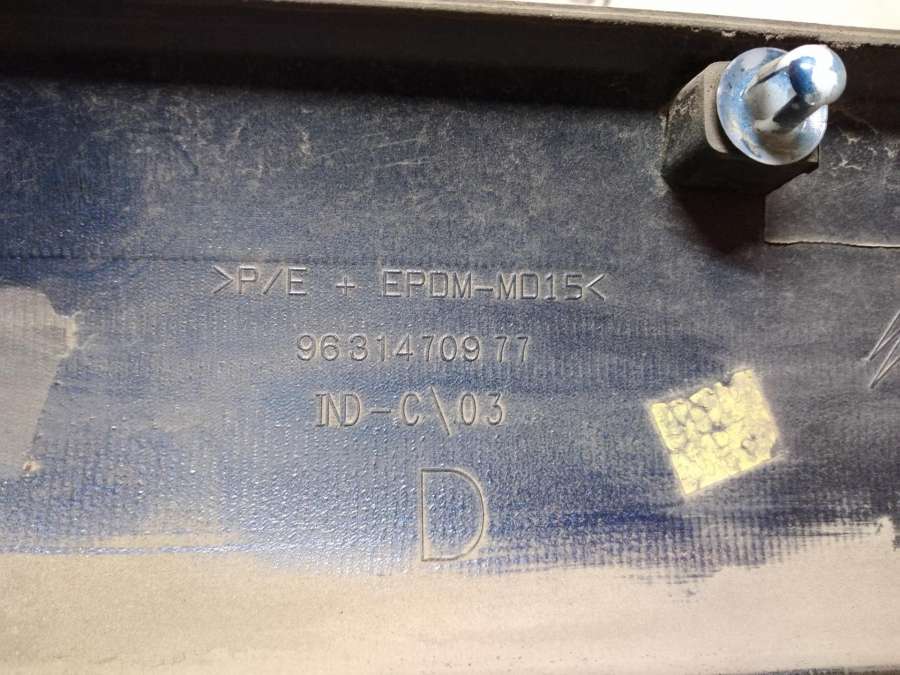 >P/E + EPDM-MD15<
96 314709 77
IND-C\03
D